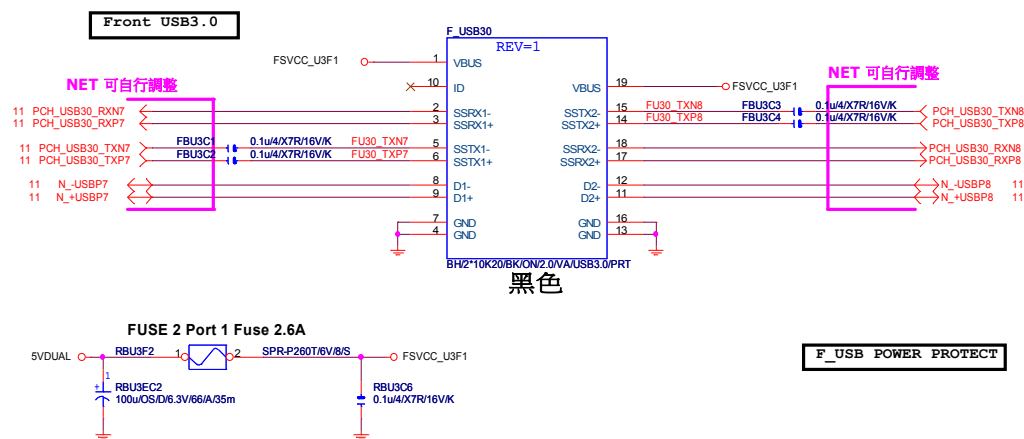 Front USB3.0
F_USB30
REV=1
FSVCC_U3F1
1 VBUS
10 ID
VBUS 19
FSVCC_U3F1
NET 可自行調整
NET 可自行調整
11 PCH_USB30_RXN7
2 SSRX1-
SSTX2- 15
FU30_TXN8
FBU3C3
0.1u/4/X7R/16V/K
PCH_USB30_TXN8
11 PCH_USB30_RXP7
3 SSRX1+
SSTX2+ 14
FU30_TXP8
FBU3C4
0.1u/4/X7R/16V/K
PCH_USB30_TXP8
11 PCH_USB30_TXN7
FBU3C1
0.1u/4/X7R/16V/K
FU30_TXN7
5 SSTX1-
SSRX2- 18
PCH_USB30_RXN8
11 PCH_USB30_TXP7
FBU3C2
0.1u/4/X7R/16V/K
FU30_TXP7
6 SSTX1+
SSRX2+ 17
PCH_USB30_RXP8
11 N_-USBP7
8 D1-
D2- 12
N_-USBP8 11
11 N_+USBP7
9 D1+
D2+ 11
N_+USBP8 11
7 GND
GND 16
4 GND
GND 13
BH/2*10K20/BK/ON/2.0/VA/USB3.0/PRT
黑色
FUSE 2 Port 1 Fuse 2.6A
5VDUAL
RBU3F2
1
2
SPR-P260T/6V/8/S
FSVCC_U3F1
F_USB POWER PROTECT
+
1
RBU3EC2
100u/OS/D/6.3V/66/A/35m
RBU3C6
0.1u/4/X7R/16V/K